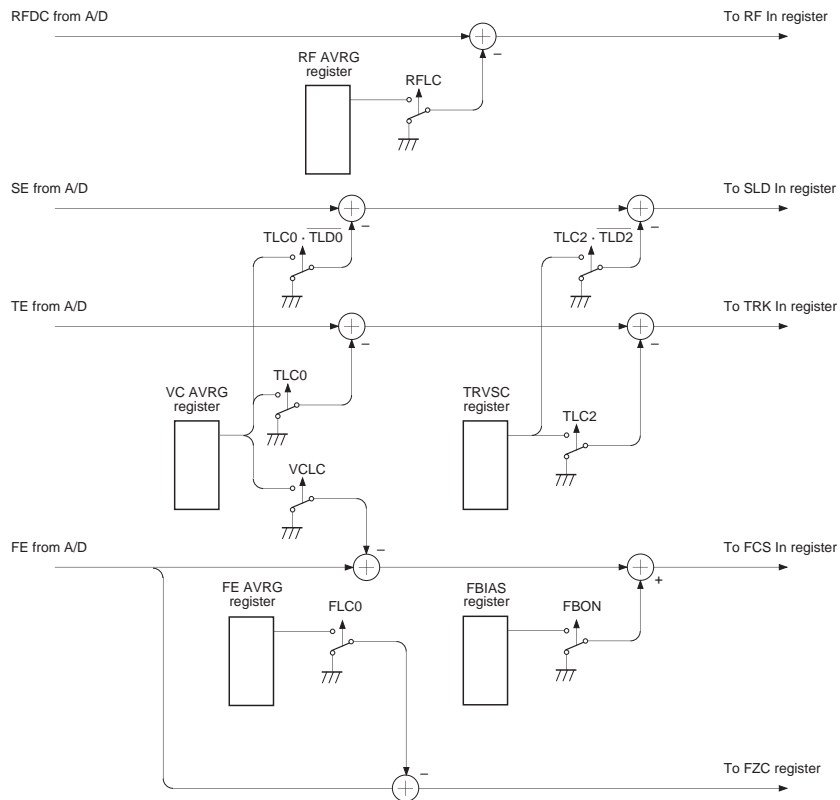 RFDC from A/D
To RF In register
–
RF AVRG
register
RFLC
SE from A/D
To SLD In register
–
–
TLC0 · T̅L̅D̅0̅
TLC2 · T̅L̅D̅2̅
TE from A/D
To TRK In register
–
–
TLC0
VC AVRG
register
TRVSC
register
TLC2
VCLC
FE from A/D
–
To FCS In register
+
FE AVRG
register
FLC0
FBIAS
register
FBON
–
To FZC register